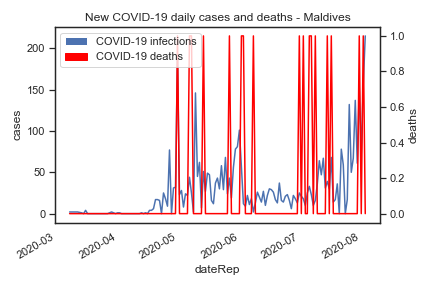 New COVID-19 daily cases and deaths - Maldives
COVID-19 infections
COVID-19 deaths
200
150
100
50
0
cases
1.0
0.8
0.6
0.4
0.2
0.0
deaths
2020-03
2020-04
2020-05
2020-06
2020-07
2020-08
dateRep